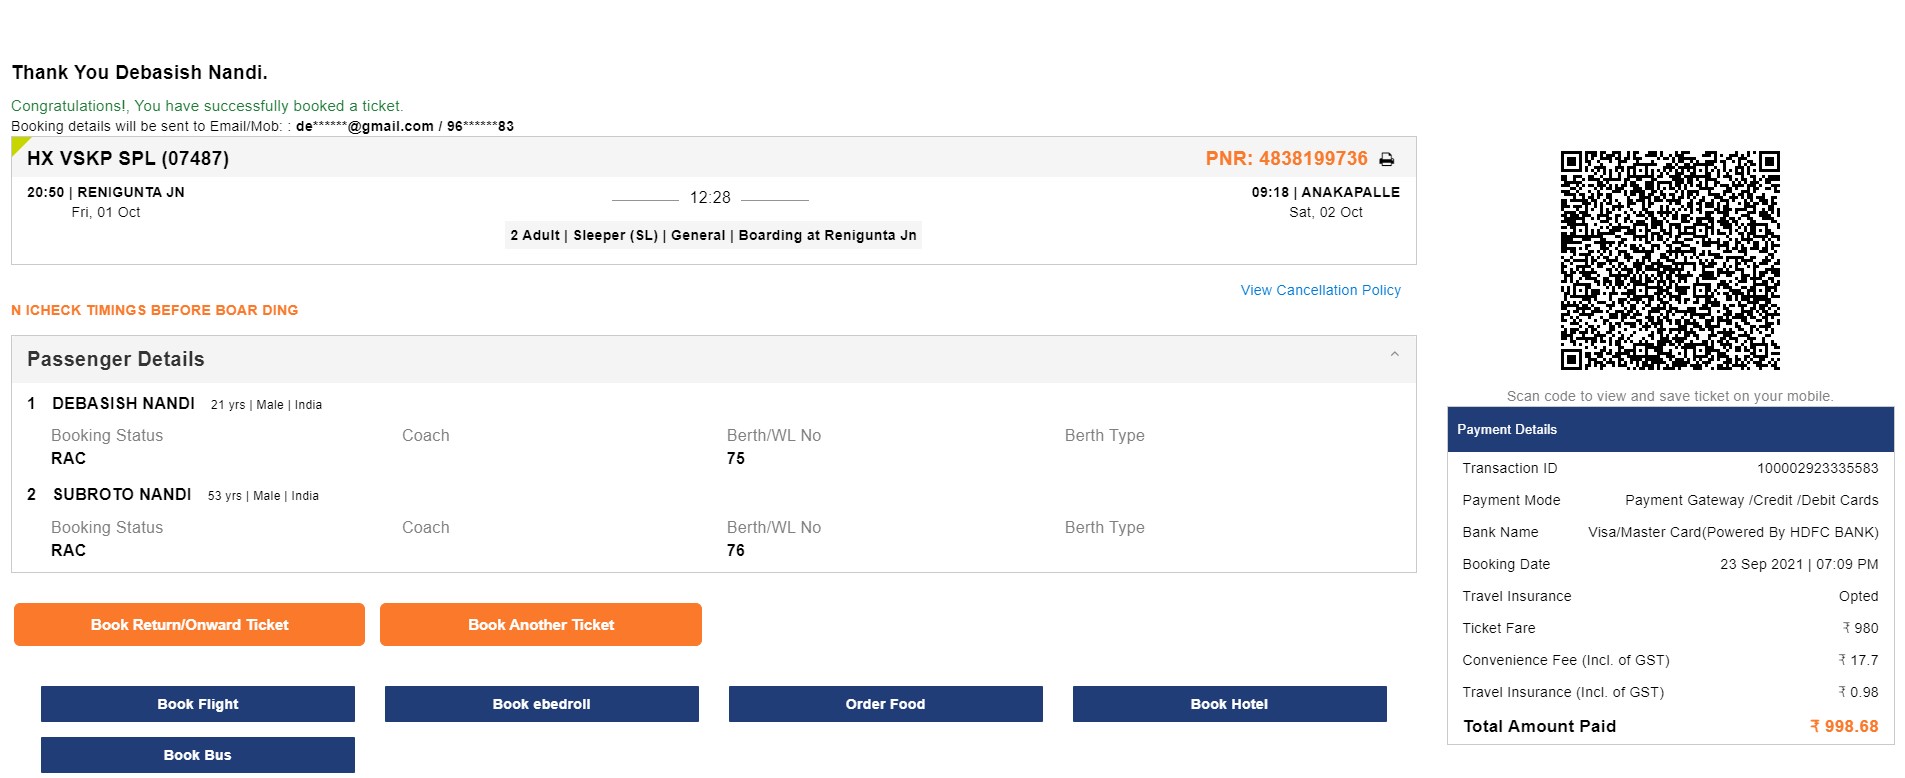 Thank You Debasish Nandi.
Congratulations!, You have successfully booked a ticket.
Booking details will be sent to Email/Mob: : de******@gmail.com / 96******83
HX VSKP SPL (07487)
PNR: 4838199736
20:50 | RENIGUNTA JN
12:28
09:18 | ANAKAPALLE
Fri, 01 Oct
Sat, 02 Oct
2 Adult | Sleeper (SL) | General | Boarding at Renigunta Jn
View Cancellation Policy
N ICHECK TIMINGS BEFORE BOAR DING
Passenger Details
1 DEBASISH NANDI 21 yrs | Male | India
Booking Status Coach Berth/WL No Berth Type
RAC 75
2 SUBROTO NANDI 53 yrs | Male | India
Booking Status Coach Berth/WL No Berth Type
RAC 76
Book Return/Onward Ticket
Book Another Ticket
Book Flight
Book ebedroll
Order Food
Book Hotel
Book Bus
Scan code to view and save ticket on your mobile.
Payment Details
Transaction ID 100002923335583
Payment Mode Payment Gateway /Credit /Debit Cards
Bank Name Visa/Master Card(Powered By HDFC BANK)
Booking Date 23 Sep 2021 | 07:09 PM
Travel Insurance Opted
Ticket Fare ₹ 980
Convenience Fee (Incl. of GST) ₹ 17.7
Travel Insurance (Incl. of GST) ₹ 0.98
Total Amount Paid ₹ 998.68